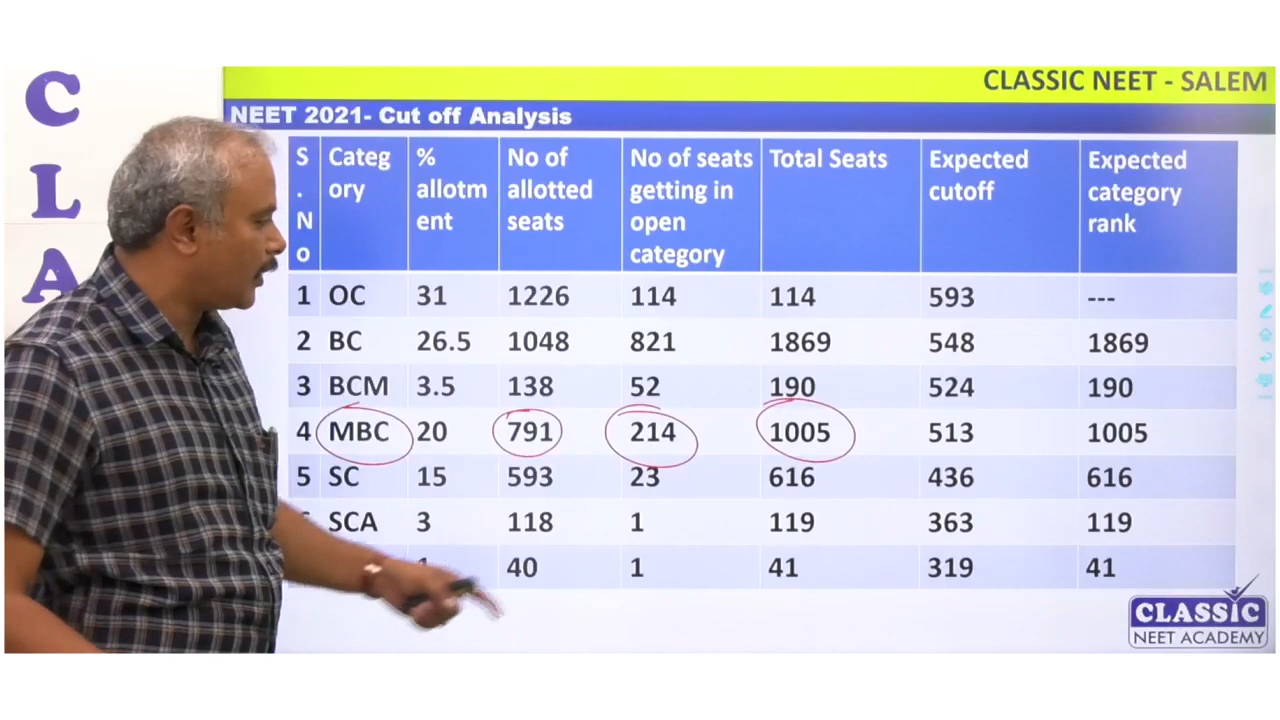 C
L
A
CLASSIC NEET - SALEM
NEET 2021- Cut off Analysis
S . N o | Categ ory | % allotm ent | No of allotted seats | No of seats getting in open category | Total Seats | Expected cutoff | Expected category rank
1 OC 31 1226 114 114 593 ---
2 BC 26.5 1048 821 1869 548 1869
3 BCM 3.5 138 52 190 524 190
4 MBC 20 791 214 1005 513 1005
5 SC 15 593 23 616 436 616
SCA 3 118 1 119 363 119
40 1 41 319 41
CLASSIC
NEET ACADEMY